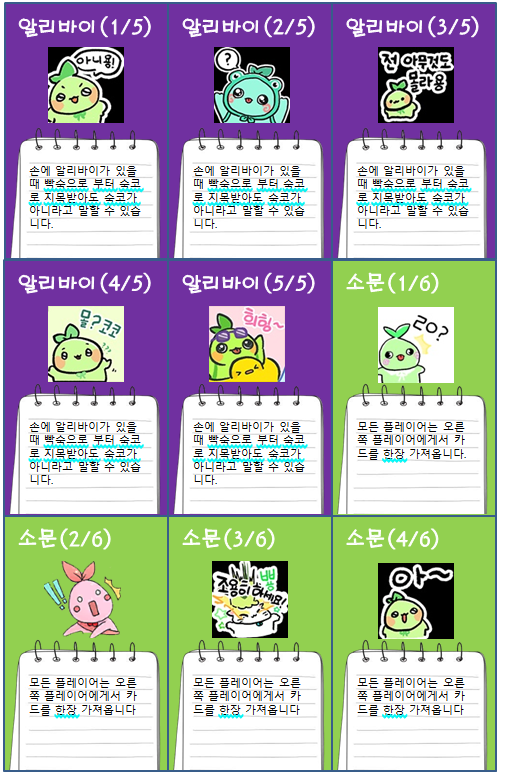 알리바이(1/5)
아니용!
손에 알리바이가 있을
때 빡숙으로 부터 숙코
로 지목받아도 숙코가
아니라고 말할 수 있습
니다.
알리바이(2/5)
?
손에 알리바이가 있을
때 빡숙으로 부터 숙코
로 지목받아도 숙코가
아니라고 말할 수 있습
니다.
알리바이(3/5)
전 아무것도
몰라용
손에 알리바이가 있을
때 빡숙으로 부터 숙코
로 지목받아도 숙코가
아니라고 말할 수 있습
니다.
알리바이(4/5)
믈?코코
???
손에 알리바이가 있을
때 빡숙으로 부터 숙코
로 지목받아도 숙코가
아니라고 말할 수 있습
니다.
알리바이(5/5)
희힝~
손에 알리바이가 있을
때 빡숙으로 부터 숙코
로 지목받아도 숙코가
아니라고 말할 수 있습
니다.
소문(1/6)
ㄹㅇ?
모든 플레이어는 오른
쪽 플레이어에게서 카
드를 한장 가져옵니다.
소문(2/6)
!!
모든 플레이어는 오른
쪽 플레이어에게서 카
드를 한장 가져옵니다
소문(3/6)
뿅
조용히 하세요!
모든 플레이어는 오른
쪽 플레이어에게서 카
드를 한장 가져옵니다
소문(4/6)
아~
모든 플레이어는 오른
쪽 플레이어에게서 카
드를 한장 가져옵니다